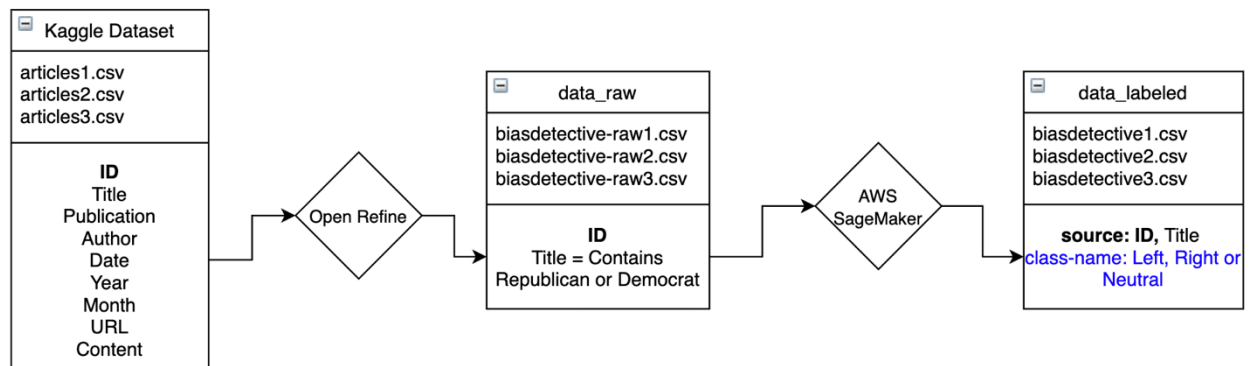 Kaggle Dataset
articles1.csv
articles2.csv
articles3.csv
ID
Title
Publication
Author
Date
Year
Month
URL
Content
Open Refine
data_raw
biasdetective-raw1.csv
biasdetective-raw2.csv
biasdetective-raw3.csv
ID
Title = Contains
Republican or Democrat
AWS
SageMaker
data_labeled
biasdetective1.csv
biasdetective2.csv
biasdetective3.csv
source: ID, Title
class-name: Left, Right or
Neutral